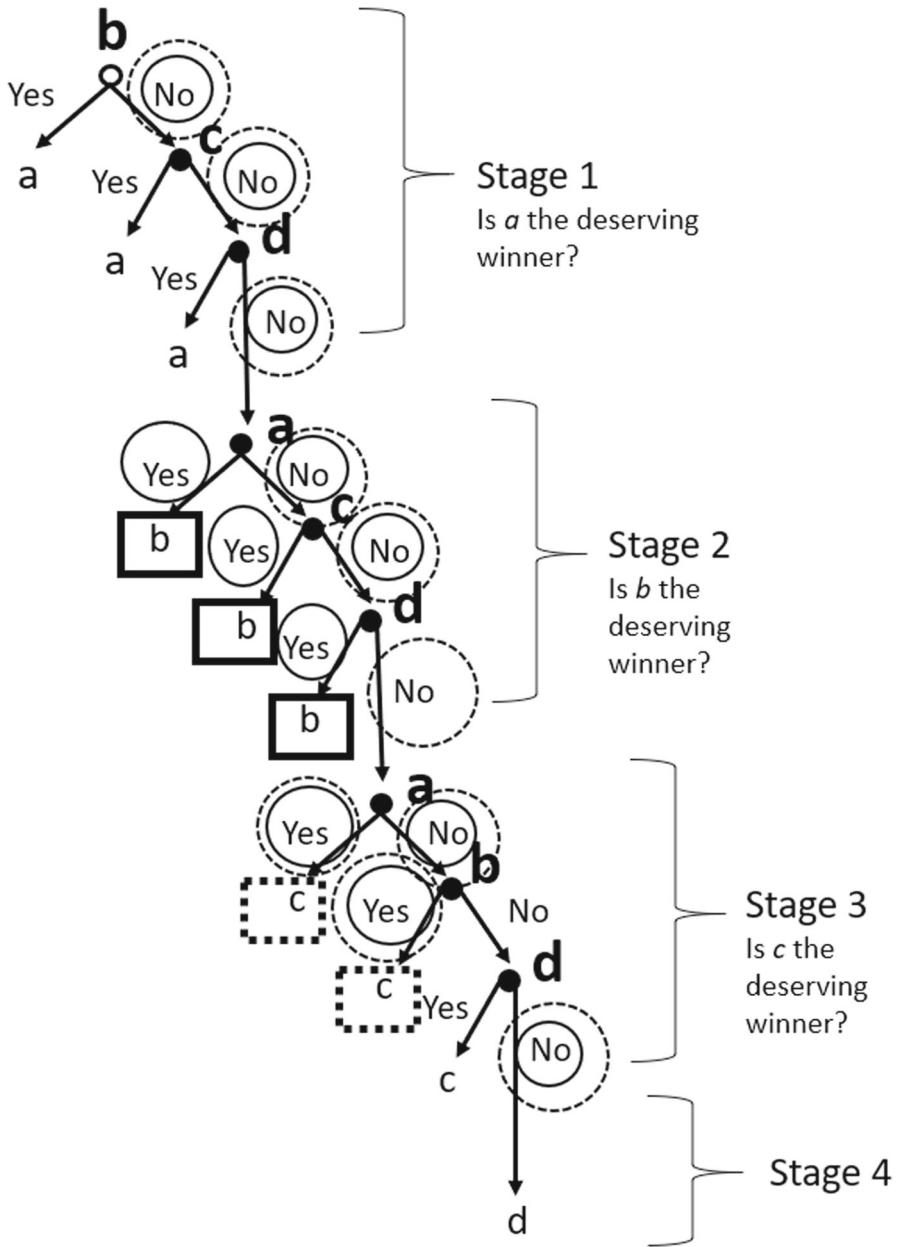 b
Yes
No
a
c
Yes
No
a
d
Yes
No
a
Stage 1
Is a the deserving
winner?
a
Yes
No
b
c
Yes
No
b
d
Yes
No
b
Stage 2
Is b the
deserving
winner?
a
Yes
No
c
b
Yes
No
c
d
Yes
No
c
Stage 3
Is c the
deserving
winner?
d
Stage 4